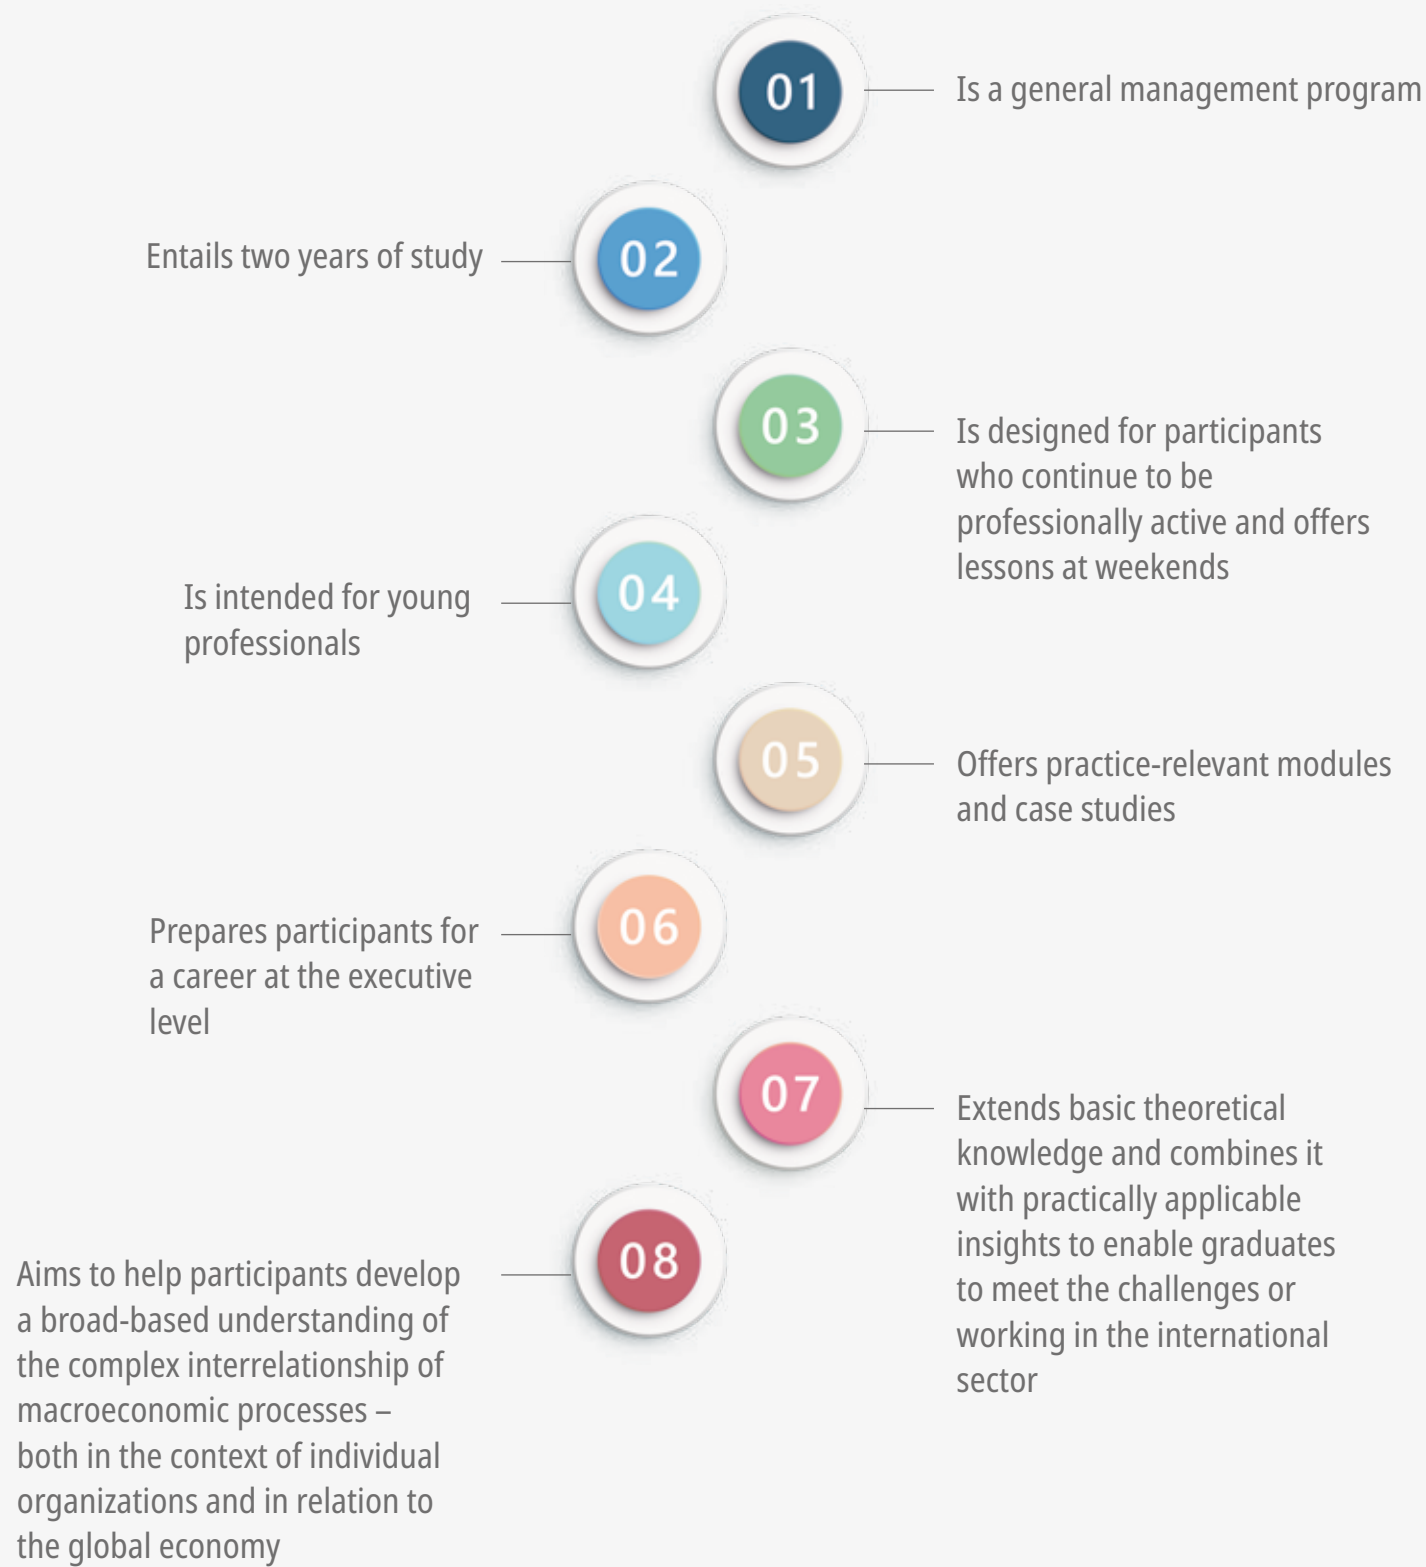 01
Is a general management program
02
Entails two years of study
03
Is designed for participants
who continue to be
professionally active and offers
lessons at weekends
04
Is intended for young
professionals
05
Offers practice-relevant modules
and case studies
06
Prepares participants for
a career at the executive
level
07
Extends basic theoretical
knowledge and combines it
with practically applicable
insights to enable graduates
to meet the challenges or
working in the international
sector
08
Aims to help participants develop
a broad-based understanding of
the complex interrelationship of
macroeconomic processes –
both in the context of individual
organizations and in relation to
the global economy